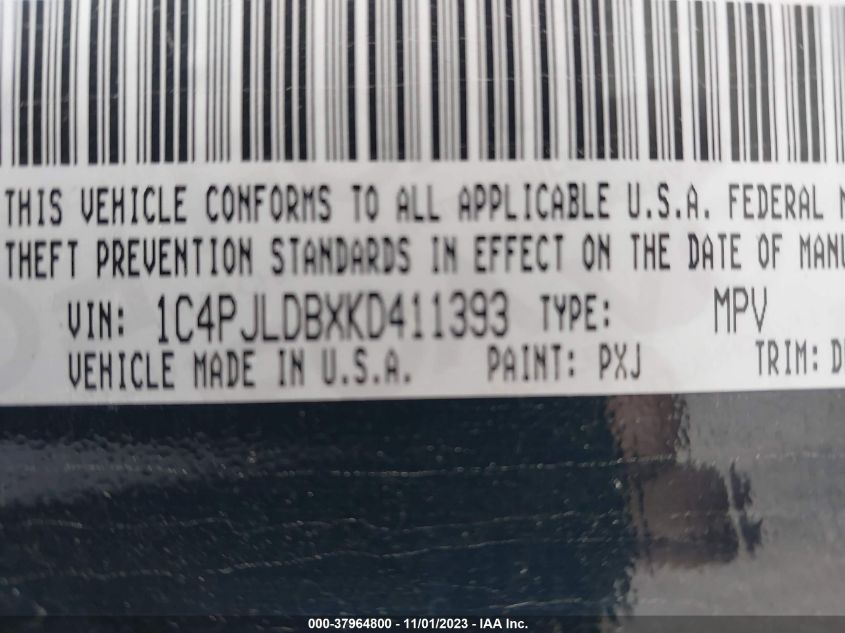 THIS VEHICLE CONFORMS TO ALL APPLICABLE U.S.A. FEDERAL
THEFT PREVENTION STANDARDS IN EFFECT ON THE DATE OF MANU
VIN: 1C4PJLDBXKD411393 TYPE: MPV
VEHICLE MADE IN U.S.A. PAINT: PXJ TRIM:
000-37964800 - 11/01/2023 - IAA Inc.